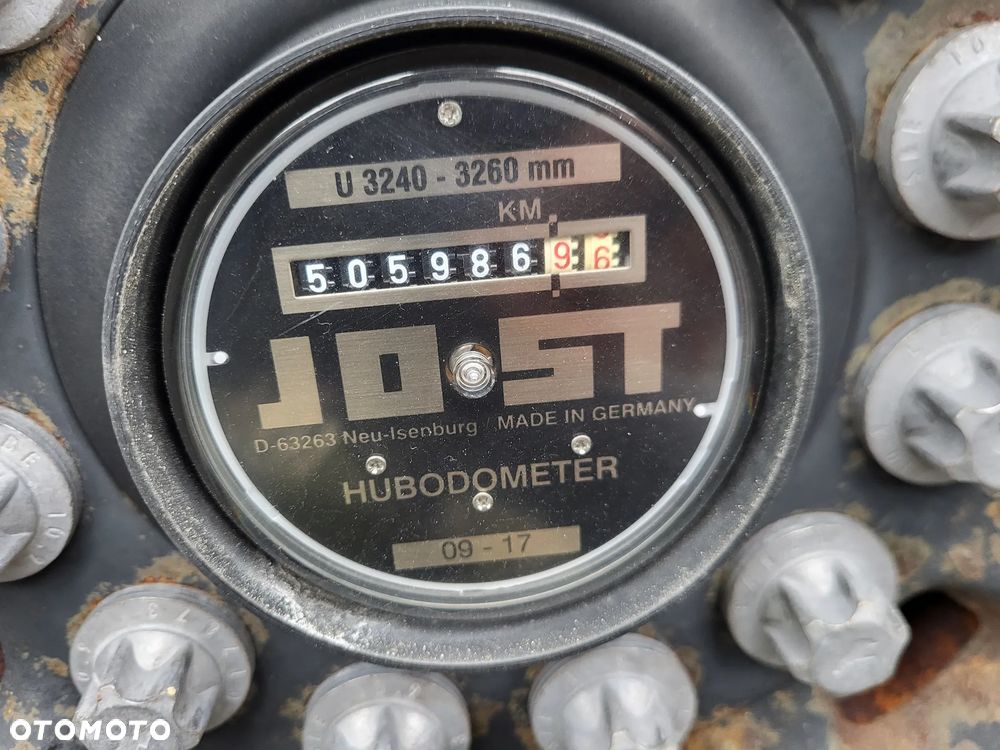 U 3240 - 3260 mm
KM
505986 96
JOST
D-63263 Neu-Isenburg / MADE IN GERMANY
HUBODOMETER
09 - 17
OTOMOTO